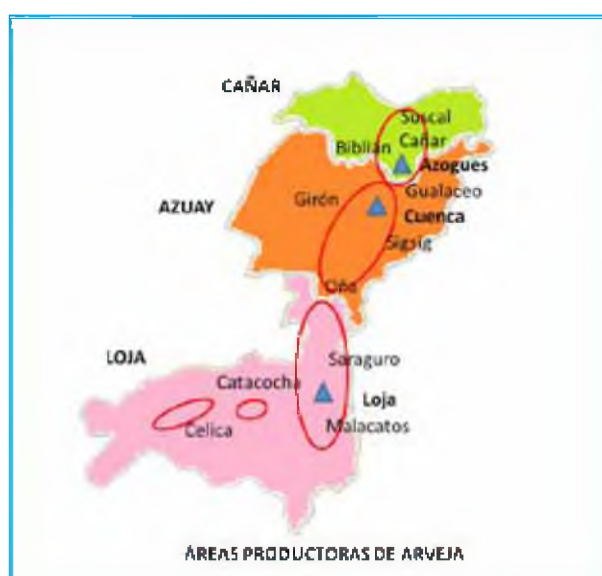 CAÑAR
Suscal
Cañar
Biblián
Azogues
Gualaceo
Girón
AZUAY
Cuenca
Sigsig
Oña
LOJA
Saraguro
Catacocha
Loja
Malacatos
Celica
ÁREAS PRODUCTORAS DE ARVEJA